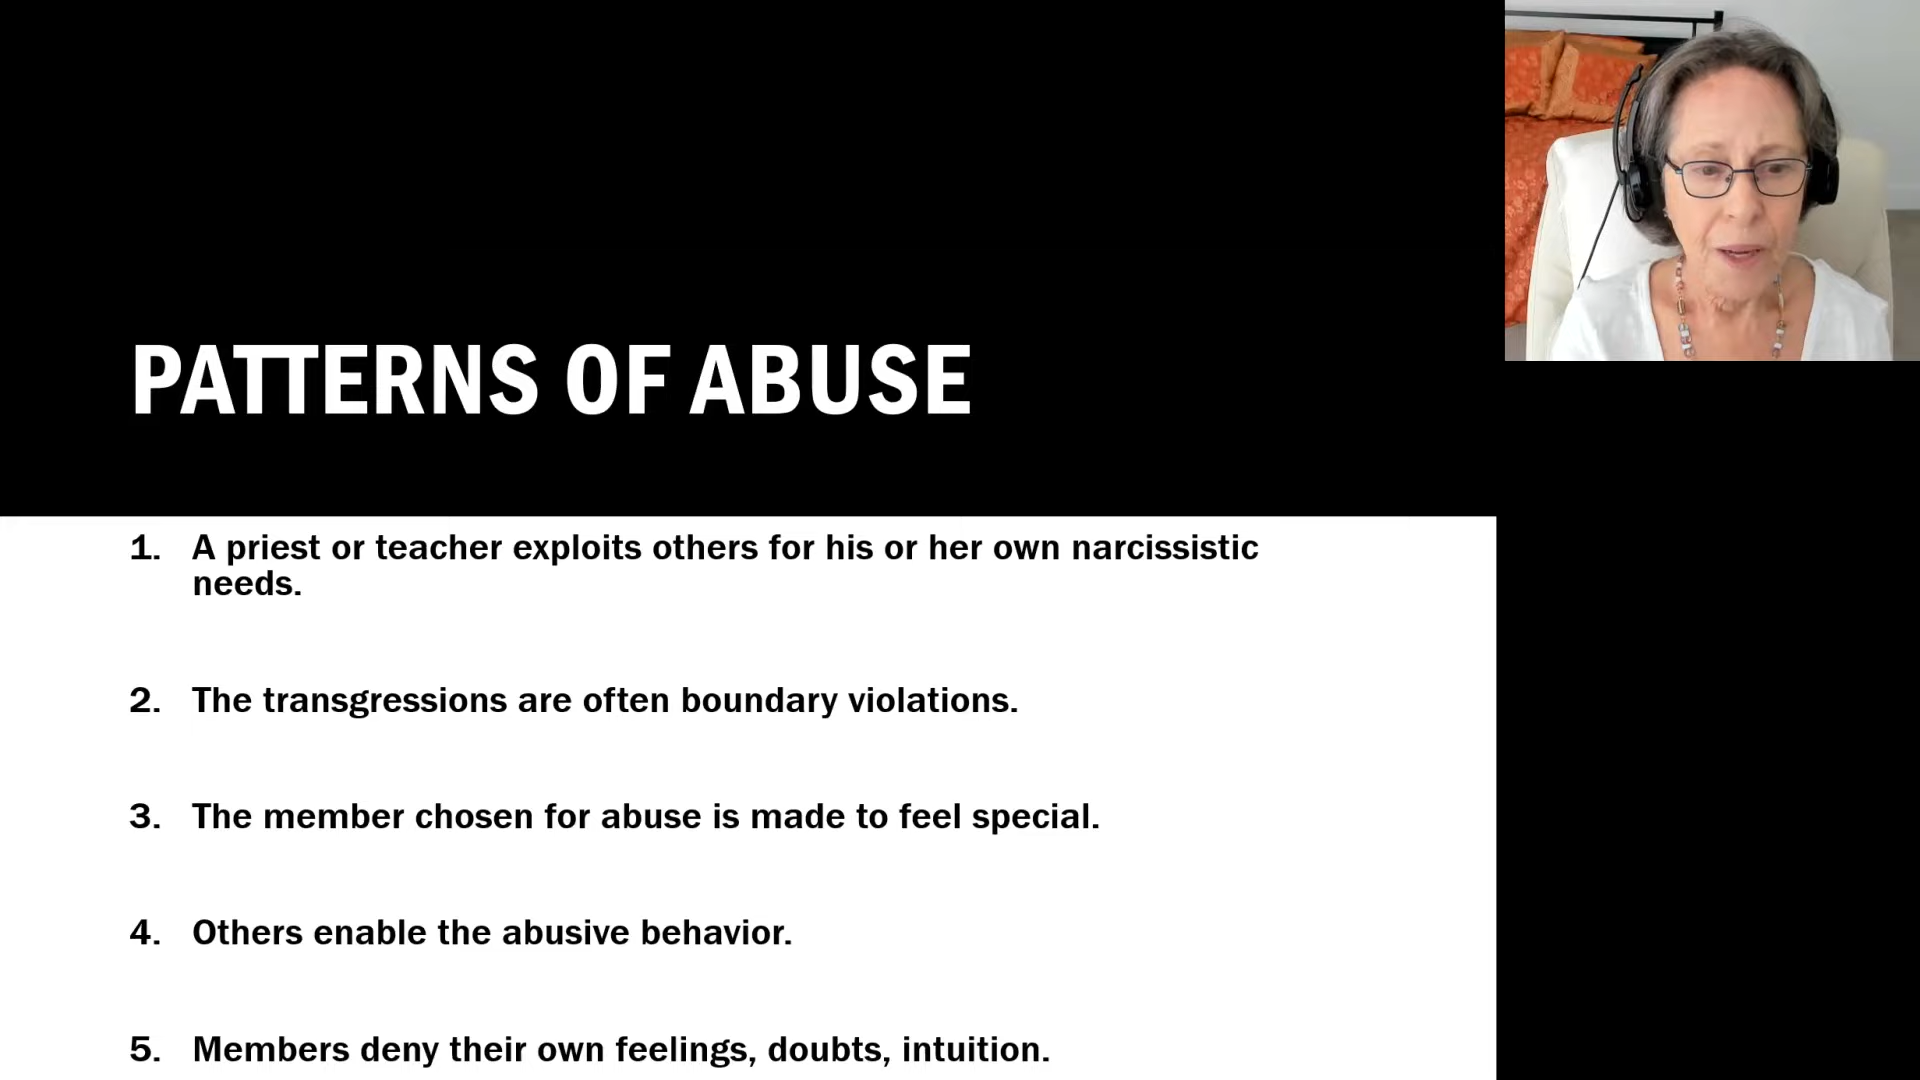 PATTERNS OF ABUSE
1. A priest or teacher exploits others for his or her own narcissistic
needs.
2. The transgressions are often boundary violations.
3. The member chosen for abuse is made to feel special.
4. Others enable the abusive behavior.
5. Members deny their own feelings, doubts, intuition.